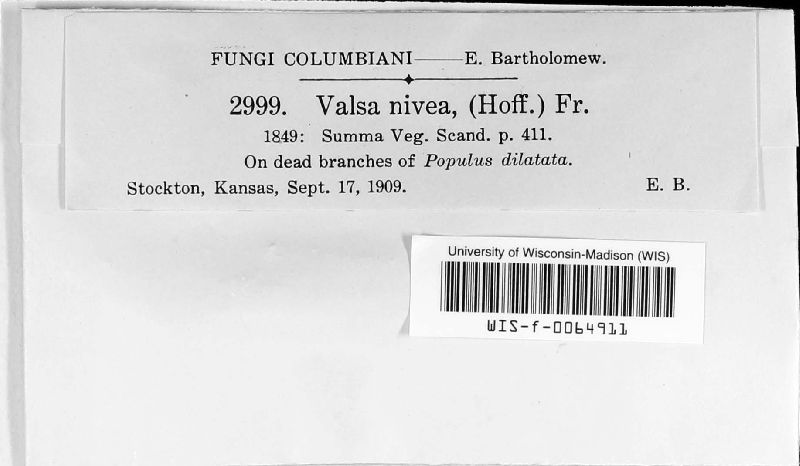 FUNGI COLUMBIANI——E. Bartholomew.
2999. Valsa nivea, (Hoff.) Fr.
1849: Summa Veg. Scand. p. 411.
On dead branches of Populus dilatata.
Stockton, Kansas, Sept. 17, 1909. E. B.
University of Wisconsin-Madison (WIS)
WIS-f-0064911